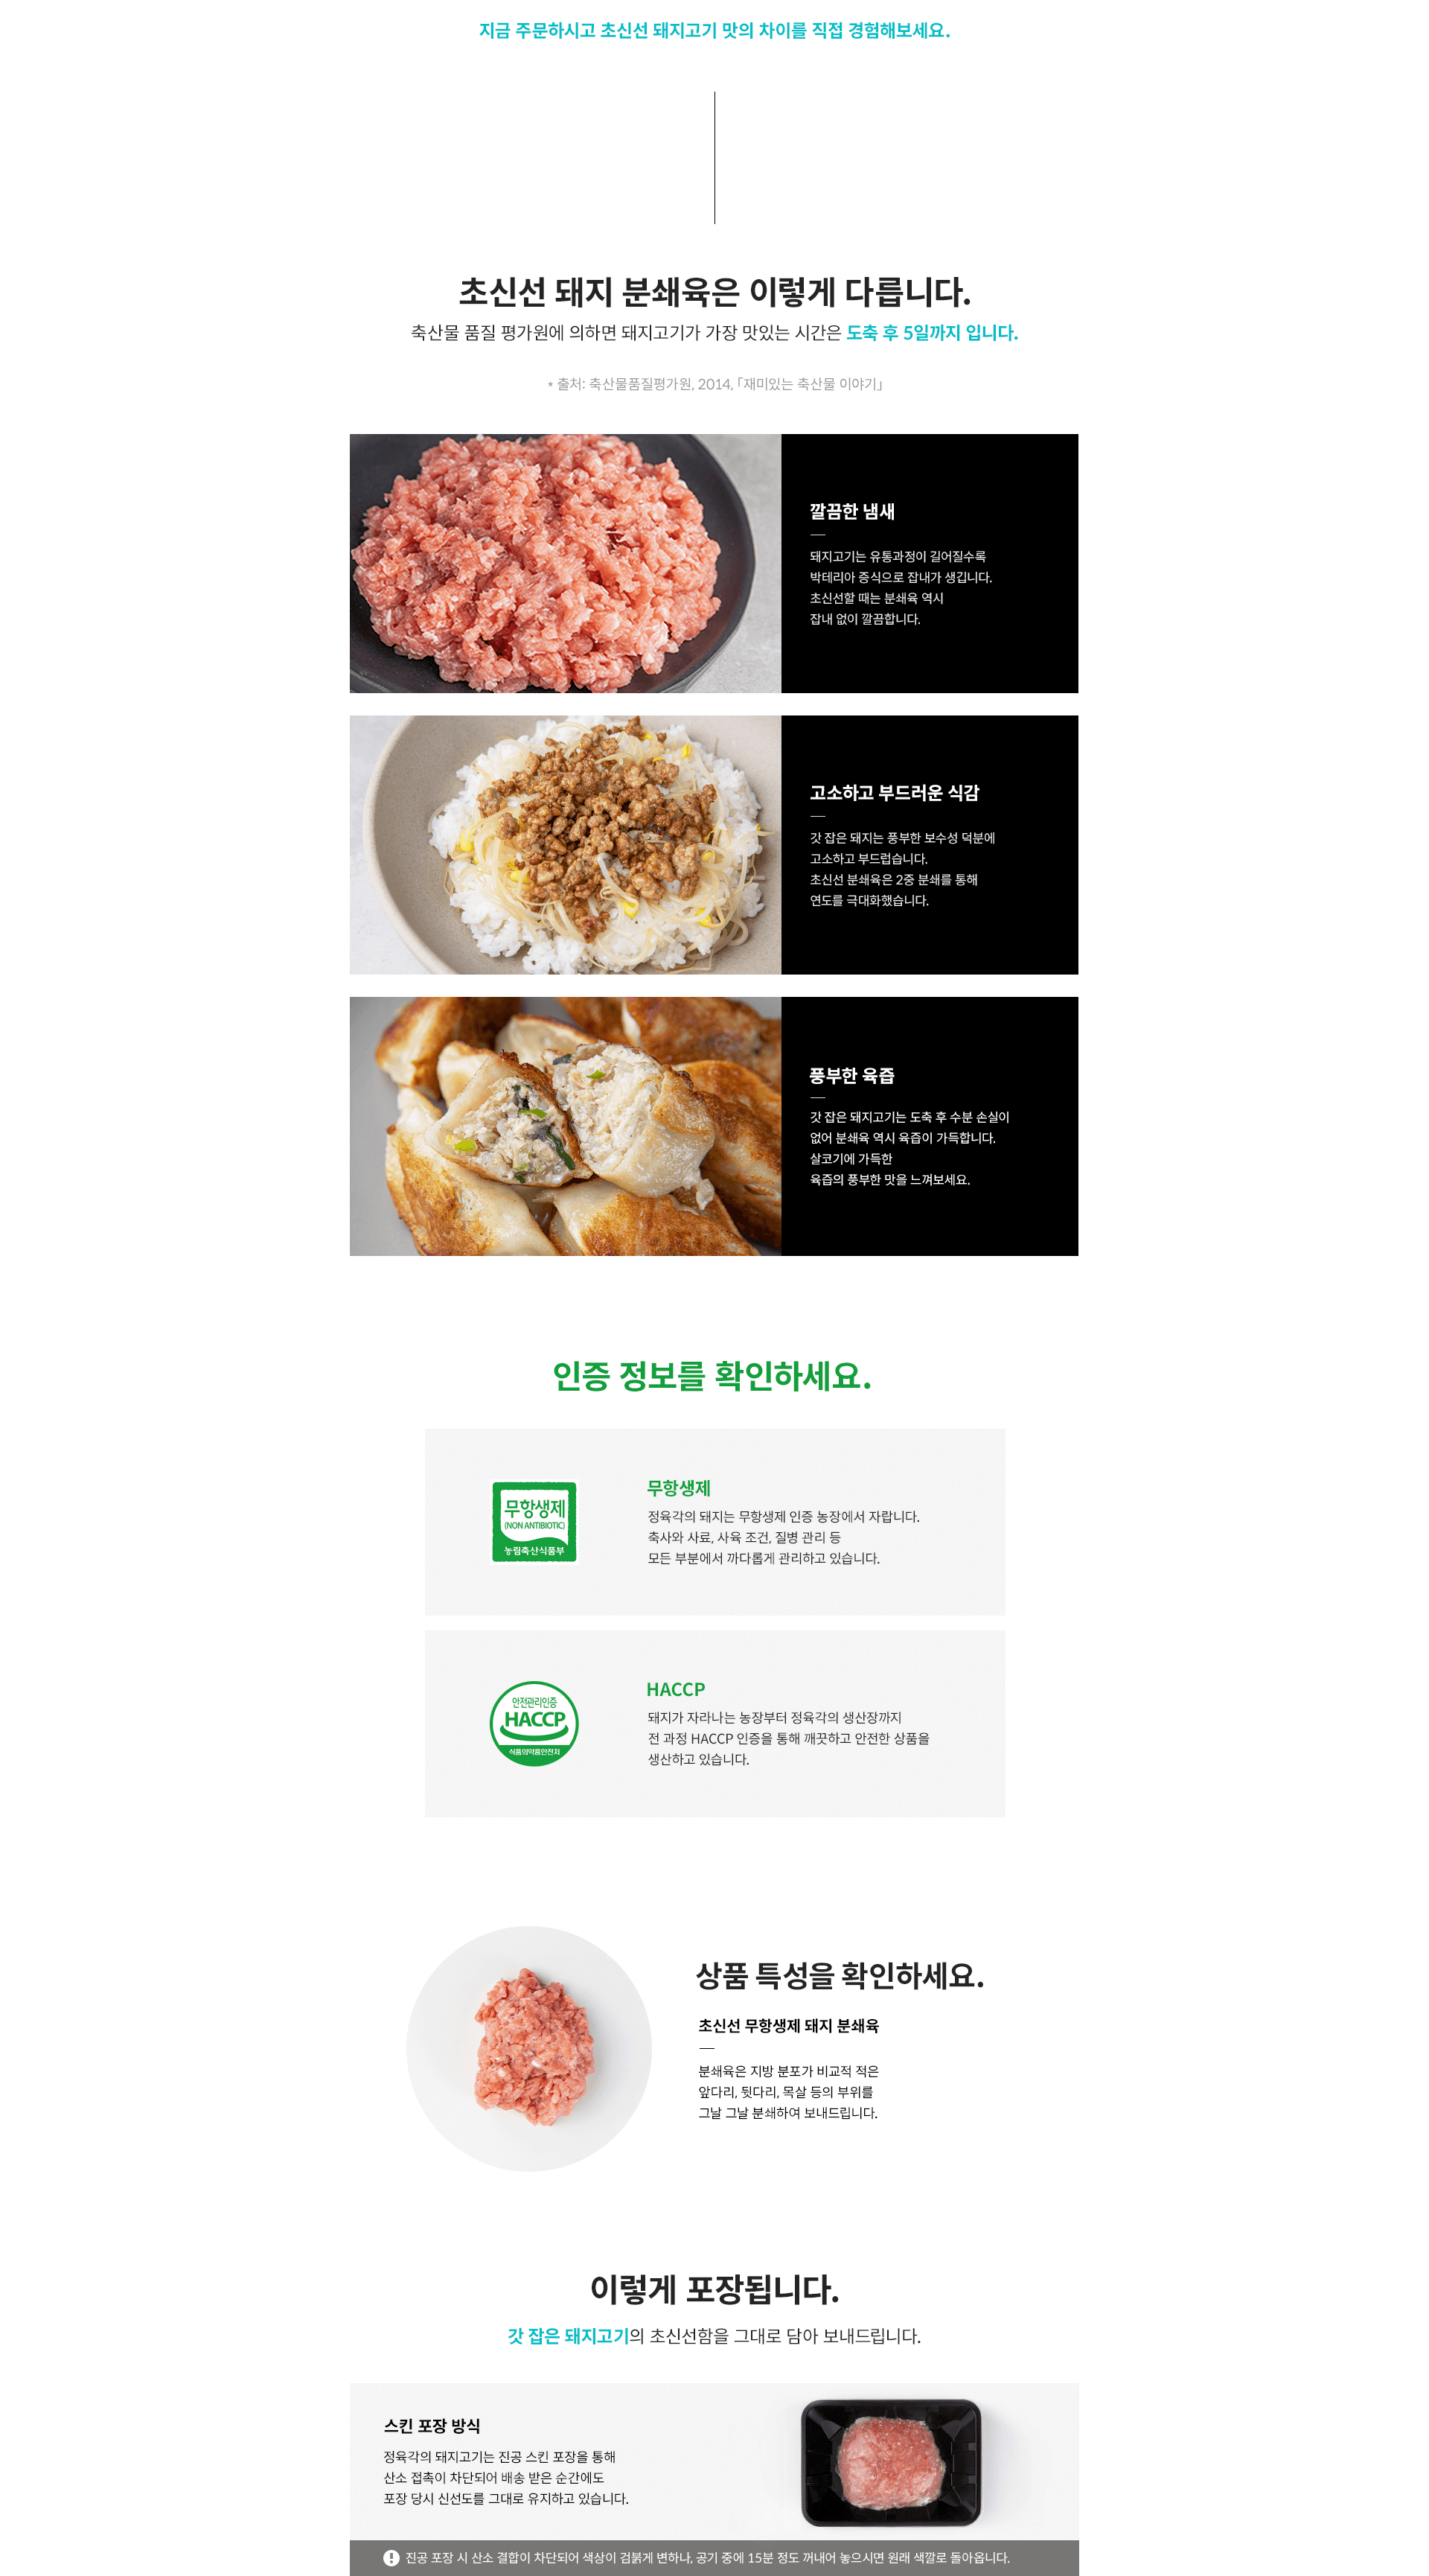 지금 주문하시고 초신선 돼지고기 맛의 차이를 직접 경험해보세요.
초신선 돼지 분쇄육은 이렇게 다릅니다.
축산물 품질 평가원에 의하면 돼지고기가 가장 맛있는 시간은 도축 후 5일까지 입니다.
* 출처: 축산물품질평가원, 2014, 「재미있는 축산물 이야기」
깔끔한 냄새
돼지고기는 유통과정이 길어질수록
박테리아 증식으로 잡내가 생깁니다.
초신선할 때는 분쇄육 역시
잡내 없이 깔끔합니다.
고소하고 부드러운 식감
갓 잡은 돼지는 풍부한 보수성 덕분에
고소하고 부드럽습니다.
초신선 분쇄육은 2중 분쇄를 통해
연도를 극대화했습니다.
풍부한 육즙
갓 잡은 돼지고기는 도축 후 수분 손실이
없어 분쇄육 역시 육즙이 가득합니다.
살코기에 가득한
육즙의 풍부한 맛을 느껴보세요.
인증 정보를 확인하세요.
무항생제
(NON ANTIBIOTIC)
농림축산식품부
무항생제
정육각의 돼지는 무항생제 인증 농장에서 자랍니다.
축사와 사료, 사육 조건, 질병 관리 등
모든 부분에서 까다롭게 관리하고 있습니다.
안전관리인증
HACCP
식품의약품안전처
HACCP
돼지가 자라나는 농장부터 정육각의 생산장까지
전 과정 HACCP 인증을 통해 깨끗하고 안전한 상품을
생산하고 있습니다.
상품 특성을 확인하세요.
초신선 무항생제 돼지 분쇄육
분쇄육은 지방 분포가 비교적 적은
앞다리, 뒷다리, 목살 등의 부위를
그날 그날 분쇄하여 보내드립니다.
이렇게 포장됩니다.
갓 잡은 돼지고기의 초신선함을 그대로 담아 보내드립니다.
스킨 포장 방식
정육각의 돼지고기는 진공 스킨 포장을 통해
산소 접촉이 차단되어 배송 받은 순간에도
포장 당시 신선도를 그대로 유지하고 있습니다.
진공 포장 시 산소 결합이 차단되어 색상이 검붉게 변하나, 공기 중에 15분 정도 꺼내어 놓으시면 원래 색깔로 돌아옵니다.